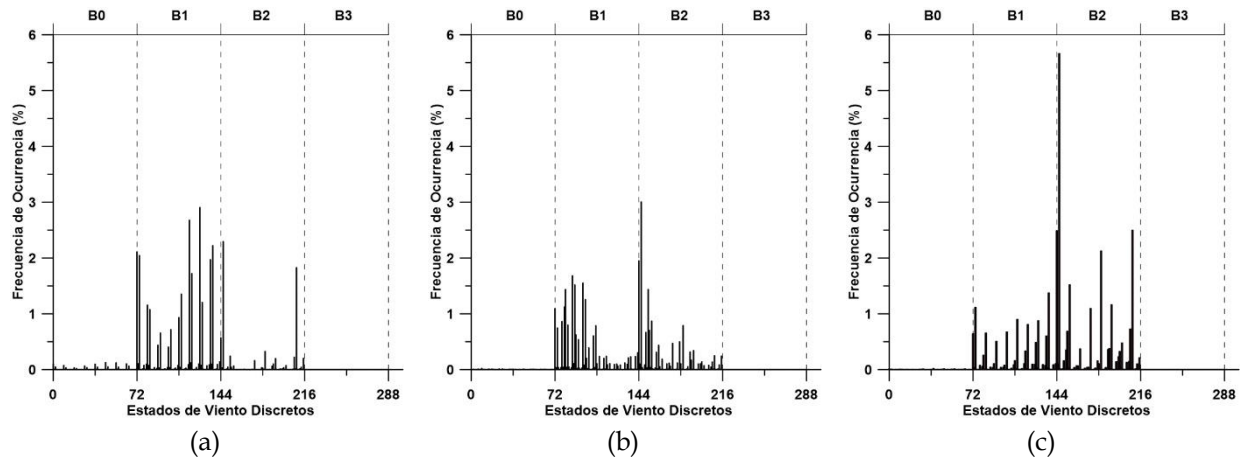 B0 B1 B2 B3
6
5
4
3
2
1
0
Frecuencia de Ocurrencia (%)
0 72 144 216 288
Estados de Viento Discretos
(a)
B0 B1 B2 B3
6
5
4
3
2
1
0
Frecuencia de Ocurrencia (%)
0 72 144 216 288
Estados de Viento Discretos
(b)
B0 B1 B2 B3
6
5
4
3
2
1
0
Frecuencia de Ocurrencia (%)
0 72 144 216 288
Estados de Viento Discretos
(c)